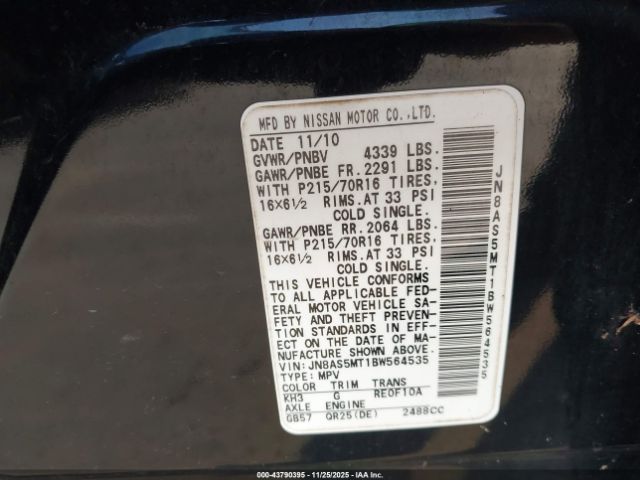 MFD BY NISSAN MOTOR CO.,LTD.
DATE 11/10
GVWR/PNBV 4339 LBS.
GAWR/PNBE FR. 2291 LBS.
WITH P215/70R16 TIRES,
16X6½ RIMS.AT 33 PSI
COLD SINGLE.
GAWR/PNBE RR. 2064 LBS.
WITH P215/70R16 TIRES,
16X6½ RIMS.AT 33 PSI
COLD SINGLE.
THIS VEHICLE CONFORMS
TO ALL APPLICABLE FED-
ERAL MOTOR VEHICLE SA-
FETY AND THEFT PREVEN-
TION STANDARDS IN EFF-
ECT ON THE DATE OF MA-
NUFACTURE SHOWN ABOVE.
VIN: JN8AS5MT1BW564535
TYPE: MPV
COLOR TRIM TRANS
KH3 G RE0F10A
AXLE ENGINE
GB57 QR25(DE) 2488CC
JN8AS5MT1BW564535
000-43790395 - 11/25/2025 - IAA Inc.